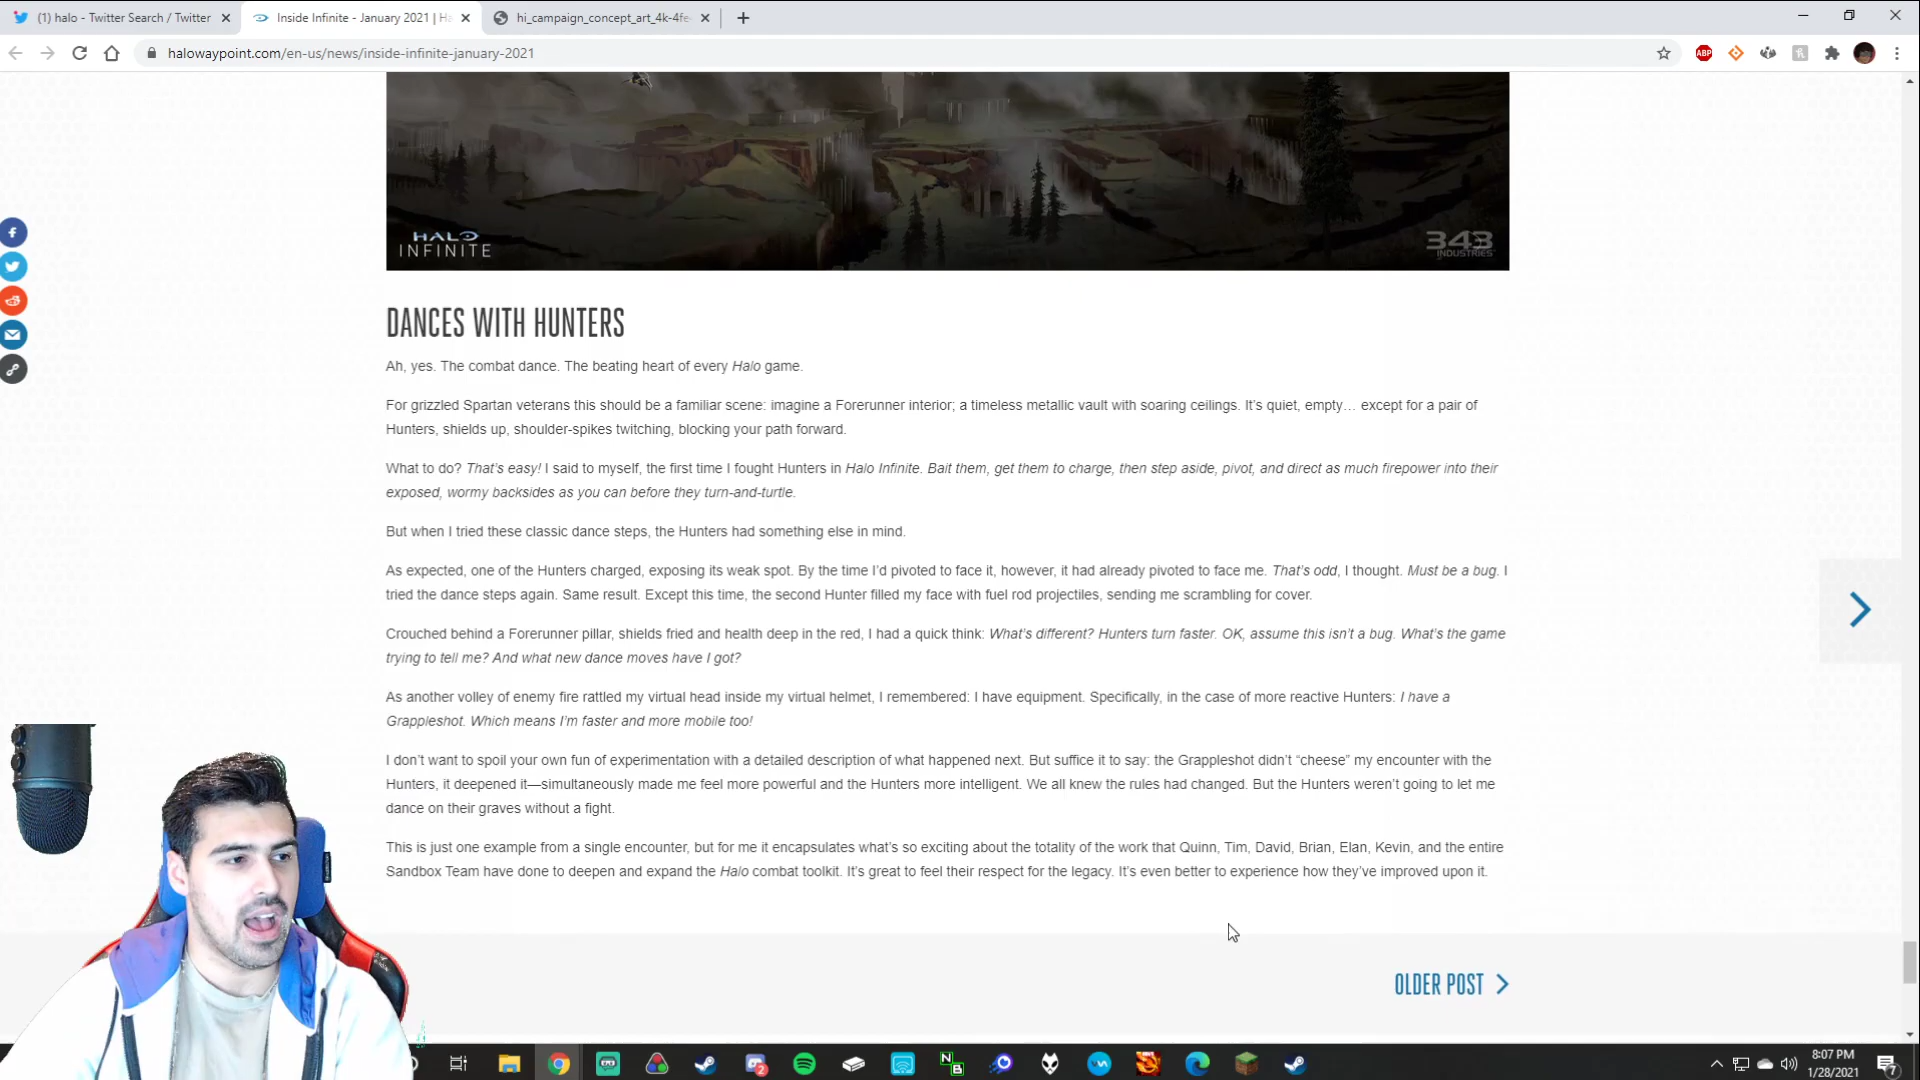 (1) halo - Twitter Search / Twitter
Inside Infinite - January 2021 | Ha
hi_campaign_concept_art_4k-4fe
halowaypoint.com/en-us/news/inside-infinite-january-2021
ABP
HALO
INFINITE
343
INDUSTRIES
DANCES WITH HUNTERS
Ah, yes. The combat dance. The beating heart of every Halo game.
For grizzled Spartan veterans this should be a familiar scene: imagine a Forerunner interior; a timeless metallic vault with soaring ceilings. It's quiet, empty… except for a pair of
Hunters, shields up, shoulder-spikes twitching, blocking your path forward.
What to do? That's easy! I said to myself, the first time I fought Hunters in Halo Infinite. Bait them, get them to charge, then step aside, pivot, and direct as much firepower into their
exposed, wormy backsides as you can before they turn-and-turtle.
But when I tried these classic dance steps, the Hunters had something else in mind.
As expected, one of the Hunters charged, exposing its weak spot. By the time I'd pivoted to face it, however, it had already pivoted to face me. That's odd, I thought. Must be a bug. I
tried the dance steps again. Same result. Except this time, the second Hunter filled my face with fuel rod projectiles, sending me scrambling for cover.
Crouched behind a Forerunner pillar, shields fried and health deep in the red, I had a quick think: What's different? Hunters turn faster. OK, assume this isn't a bug. What's the game
trying to tell me? And what new dance moves have I got?
As another volley of enemy fire rattled my virtual head inside my virtual helmet, I remembered: I have equipment. Specifically, in the case of more reactive Hunters: I have a
Grappleshot. Which means I'm faster and more mobile too!
I don't want to spoil your own fun of experimentation with a detailed description of what happened next. But suffice it to say: the Grappleshot didn't “cheese” my encounter with the
Hunters, it deepened it—simultaneously made me feel more powerful and the Hunters more intelligent. We all knew the rules had changed. But the Hunters weren't going to let me
dance on their graves without a fight.
This is just one example from a single encounter, but for me it encapsulates what's so exciting about the totality of the work that Quinn, Tim, David, Brian, Elan, Kevin, and the entire
Sandbox Team have done to deepen and expand the Halo combat toolkit. It's great to feel their respect for the legacy. It's even better to experience how they've improved upon it.
OLDER POST
8:07 PM
1/28/2021
7